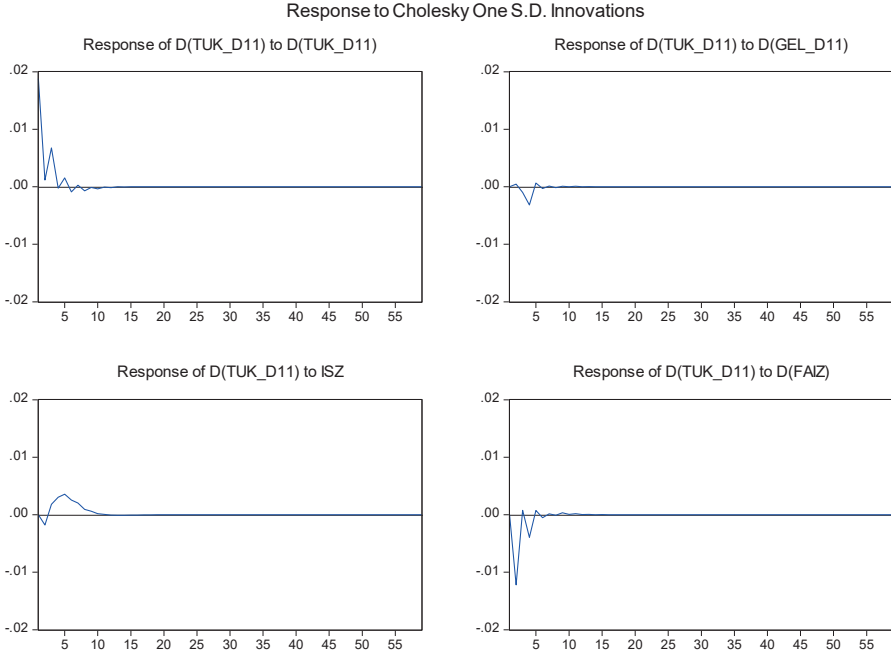 Response to Cholesky One S.D. Innovations
Response of D(TUK_D11) to D(TUK_D11)
.02
.01
.00
-.01
-.02
5 10 15 20 25 30 35 40 45 50 55
Response of D(TUK_D11) to D(GEL_D11)
.02
.01
.00
-.01
-.02
5 10 15 20 25 30 35 40 45 50 55
Response of D(TUK_D11) to ISZ
.02
.01
.00
-.01
-.02
5 10 15 20 25 30 35 40 45 50 55
Response of D(TUK_D11) to D(FAIZ)
.02
.01
.00
-.01
-.02
5 10 15 20 25 30 35 40 45 50 55